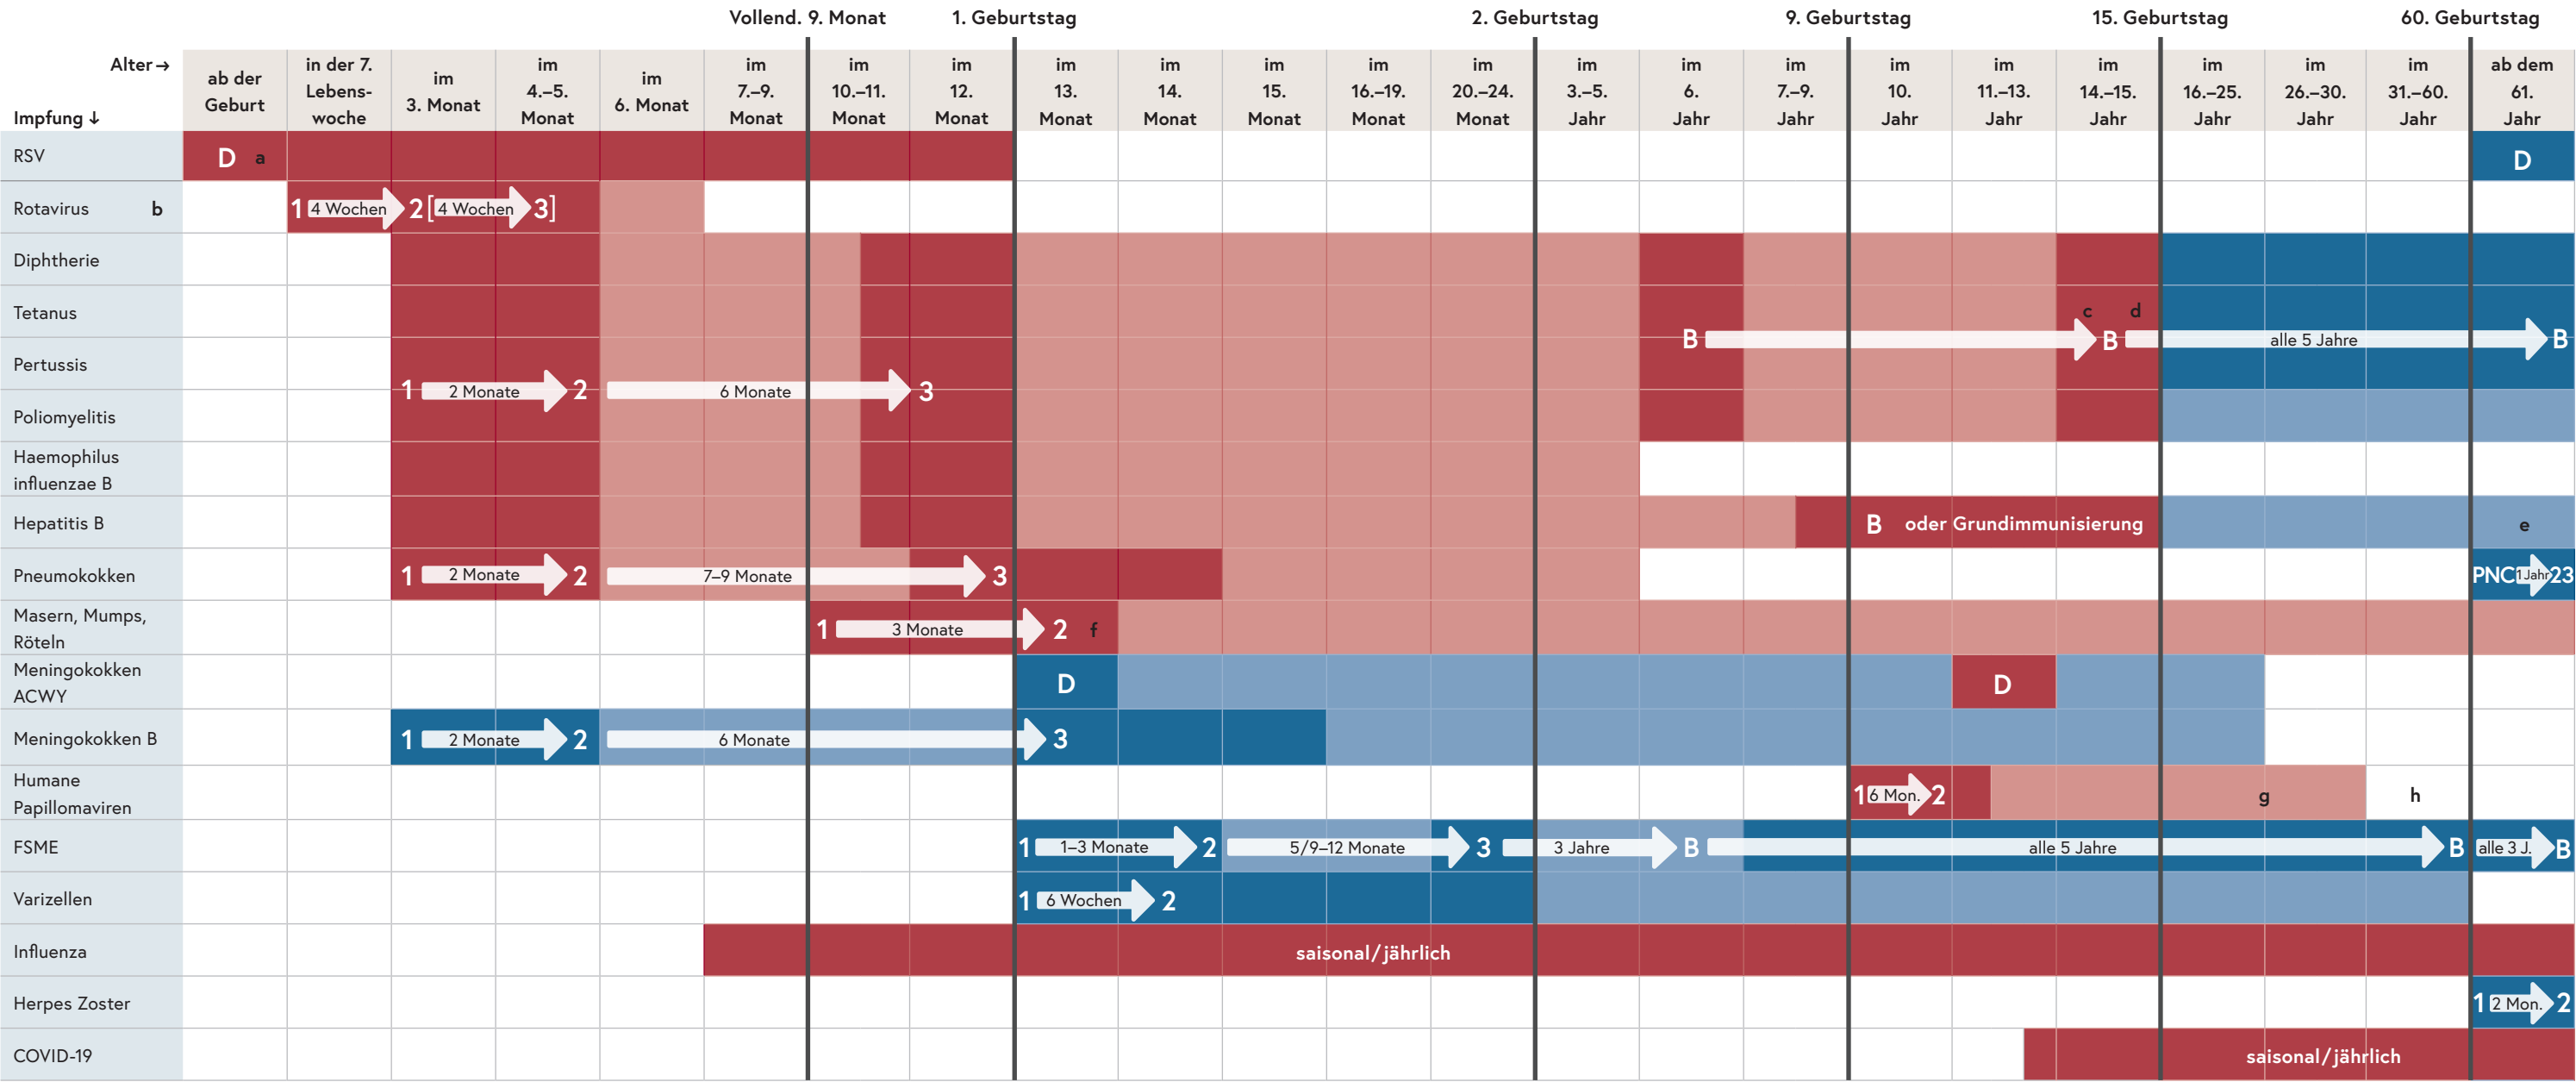 Vollend. 9. Monat 1. Geburtstag 2. Geburtstag 9. Geburtstag 15. Geburtstag 60. Geburtstag
Alter→
Impfung ↓
ab der
Geburt
in der 7.
Lebens-
woche
im
3. Monat
im
4.–5.
Monat
im
6. Monat
im
7.–9.
Monat
im
10.–11.
Monat
im
12.
Monat
im
13.
Monat
im
14.
Monat
im
15.
Monat
im
16.–19.
Monat
im
20.–24.
Monat
im
3.–5.
Jahr
im
6.
Jahr
im
7.–9.
Jahr
im
10.
Jahr
im
11.–13.
Jahr
im
14.–15.
Jahr
im
16.–25.
Jahr
im
26.–30.
Jahr
im
31.–60.
Jahr
ab dem
61.
Jahr
RSV D a D
Rotavirus b 1 4 Wochen 2 [ 4 Wochen 3]
Diphtherie
Tetanus c d
B B alle 5 Jahre B
Pertussis
1 2 Monate 2 6 Monate 3
Poliomyelitis
Haemophilus
influenzae B
Hepatitis B B oder Grundimmunisierung e
Pneumokokken 1 2 Monate 2 7–9 Monate 3 PNC 1 Jahr 23
Masern, Mumps,
Röteln
1 3 Monate 2 f
Meningokokken
ACWY
D D
Meningokokken B 1 2 Monate 2 6 Monate 3
Humane
Papillomaviren
1 6 Mon. 2 g h
FSME 1 1–3 Monate 2 5/9–12 Monate 3 3 Jahre B alle 5 Jahre B alle 3 J. B
Varizellen 1 6 Wochen 2
Influenza saisonal/jährlich
Herpes Zoster 1 2 Mon. 2
COVID-19 saisonal/jährlich